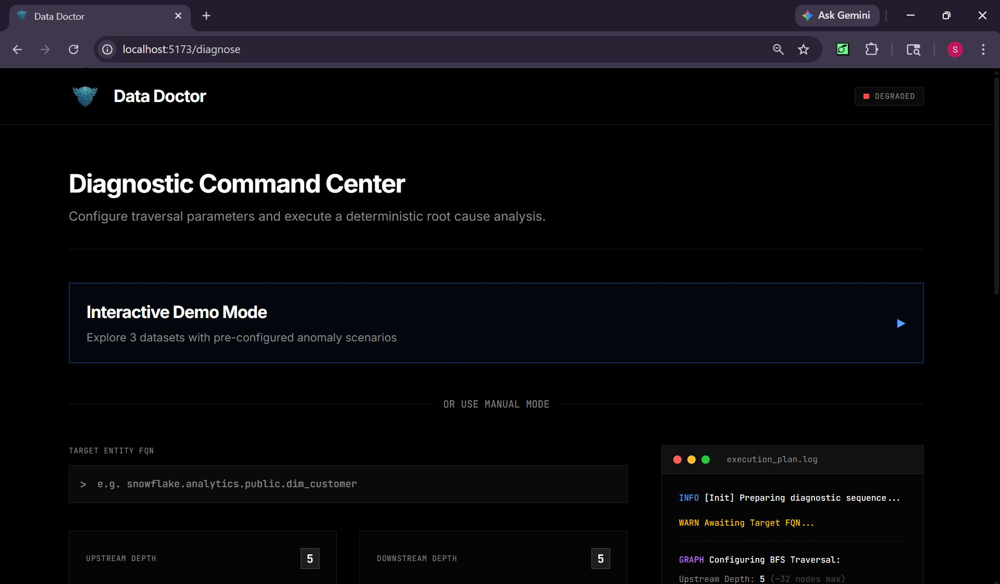 Data Doctor
Ask Gemini
localhost:5173/diagnose
S
Data Doctor
DEGRADED
Diagnostic Command Center
Configure traversal parameters and execute a deterministic root cause analysis.
Interactive Demo Mode
Explore 3 datasets with pre-configured anomaly scenarios
OR USE MANUAL MODE
TARGET ENTITY FQN
> e.g. snowflake.analytics.public.dim_customer
UPSTREAM DEPTH 5
DOWNSTREAM DEPTH 5
execution_plan.log
INFO [Init] Preparing diagnostic sequence...
WARN Awaiting Target FQN...
GRAPH Configuring BFS Traversal:
Upstream Depth: 5 (~32 nodes max)